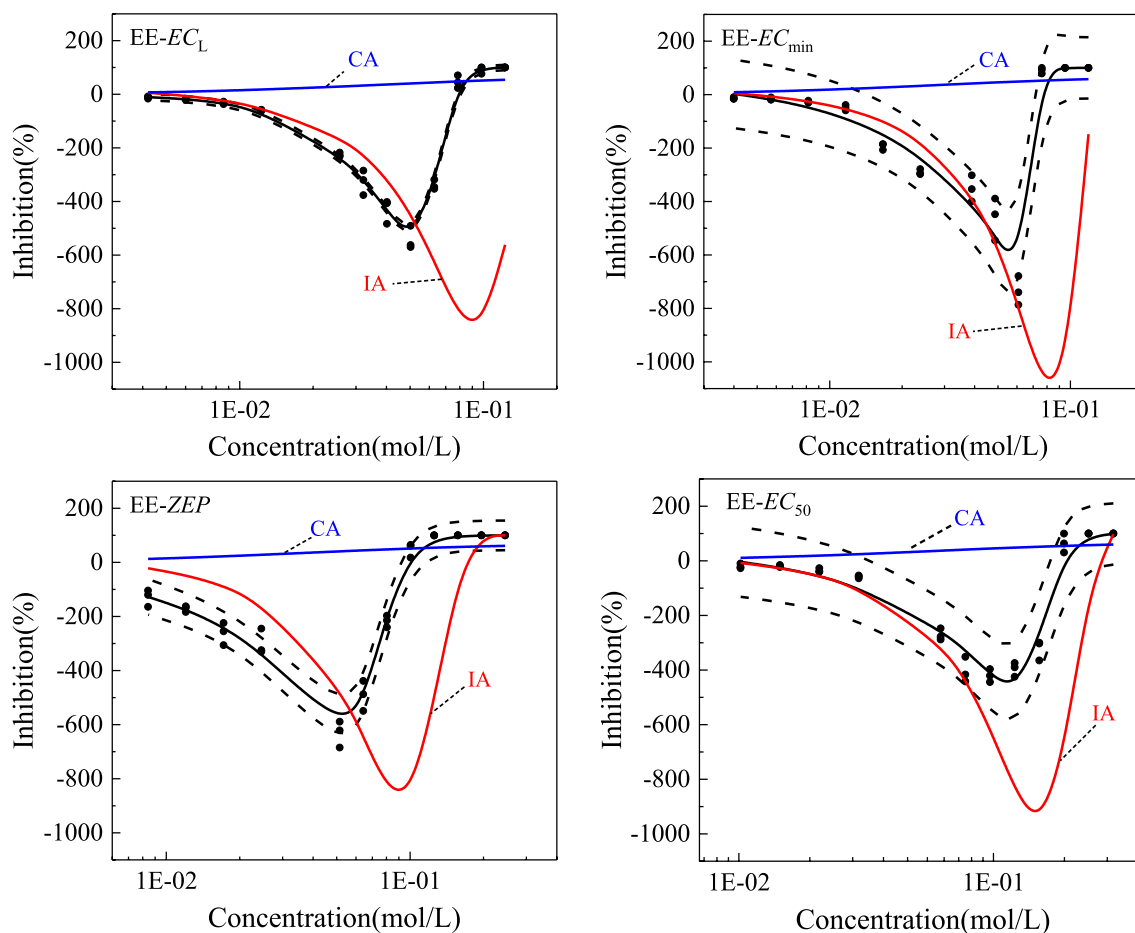 EE-EC_L
200
0
-200
-400
-600
-800
-1000
CA
IA
Inhibition(%)
1E-02
1E-01
Concentration(mol/L)
EE-EC_min
200
0
-200
-400
-600
-800
-1000
CA
IA
Inhibition(%)
1E-02
1E-01
Concentration(mol/L)
EE-ZEP
200
0
-200
-400
-600
-800
-1000
CA
IA
Inhibition(%)
1E-02
1E-01
Concentration(mol/L)
EE-EC_50
200
0
-200
-400
-600
-800
-1000
CA
IA
Inhibition(%)
1E-02
1E-01
Concentration(mol/L)